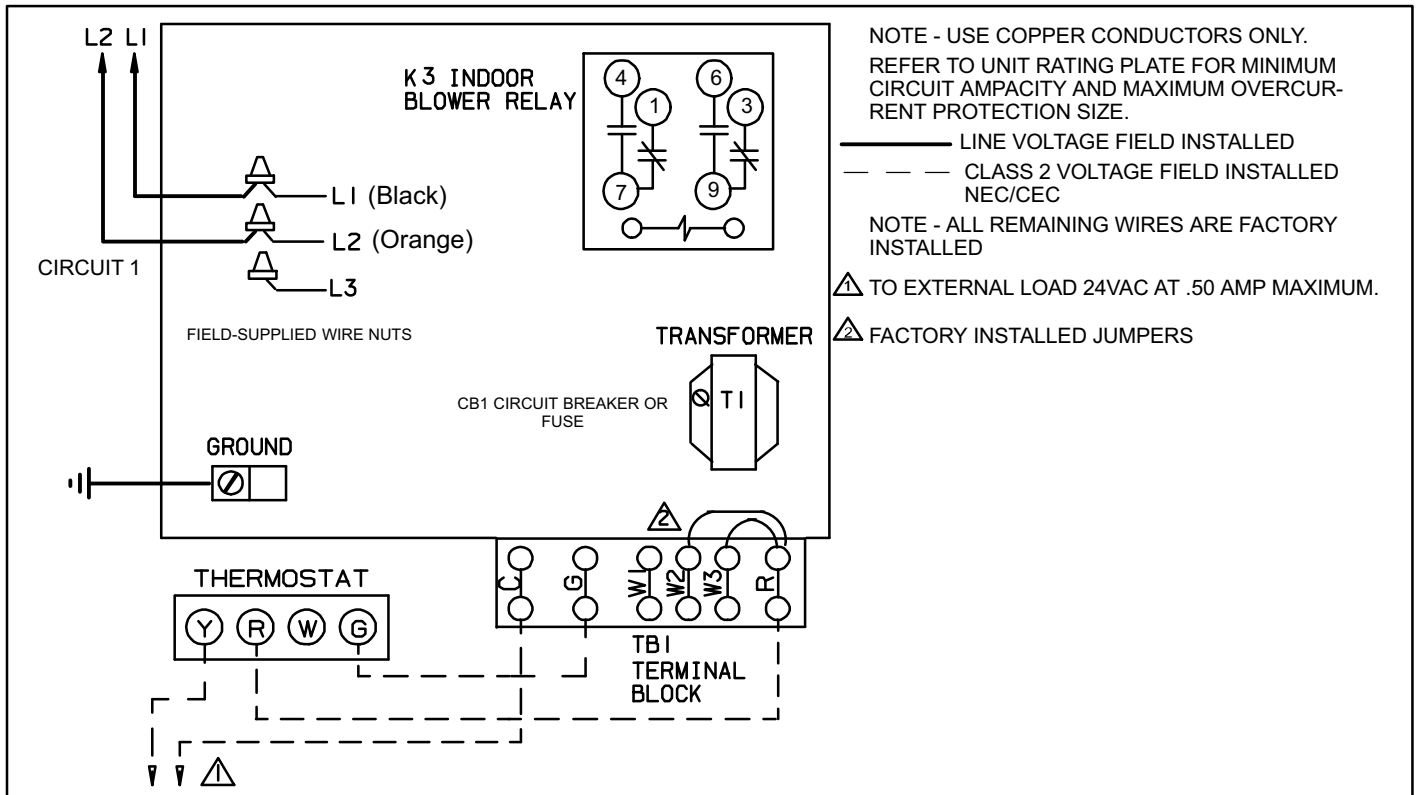 L2 L1
K3 INDOOR
BLOWER RELAY
4
6
1
3
7
9
L1 (Black)
L2 (Orange)
L3
CIRCUIT 1
FIELD-SUPPLIED WIRE NUTS
TRANSFORMER
T1
CB1 CIRCUIT BREAKER OR
FUSE
GROUND
2
C
G
W1
W2
W3
R
THERMOSTAT
Y
R
W
G
TB1
TERMINAL
BLOCK
1
NOTE - USE COPPER CONDUCTORS ONLY.
REFER TO UNIT RATING PLATE FOR MINIMUM
CIRCUIT AMPACITY AND MAXIMUM OVERCUR-
RENT PROTECTION SIZE.
LINE VOLTAGE FIELD INSTALLED
CLASS 2 VOLTAGE FIELD INSTALLED
NEC/CEC
NOTE - ALL REMAINING WIRES ARE FACTORY
INSTALLED
1 TO EXTERNAL LOAD 24VAC AT .50 AMP MAXIMUM.
2 FACTORY INSTALLED JUMPERS